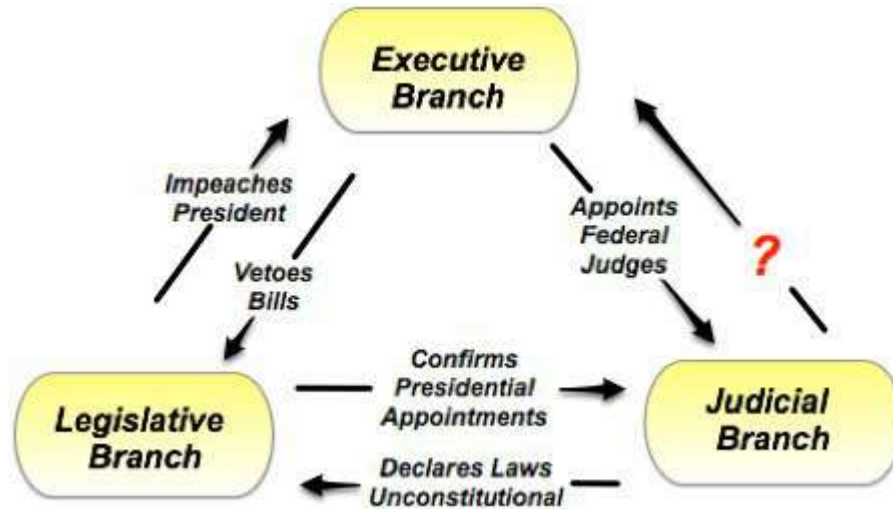 Executive
Branch
Impeaches
President
Appoints
Federal
Judges
?
Vetoes
Bills
Confirms
Presidential
Appointments
Legislative
Branch
Judicial
Branch
Declares Laws
Unconstitutional